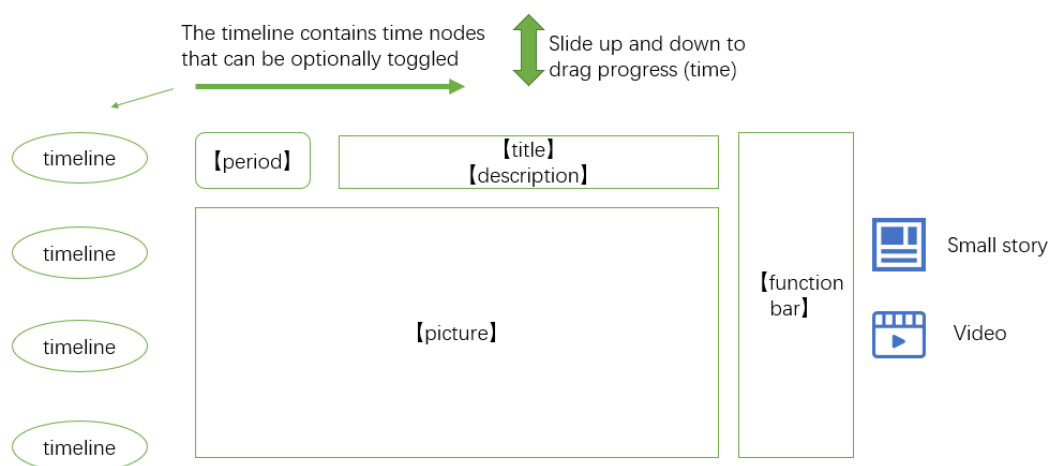 The timeline contains time nodes
that can be optionally toggled
Slide up and down to
drag progress (time)
timeline
【period】
【title】
【description】
timeline
【function
bar】
Small story
【picture】
Video
timeline
timeline